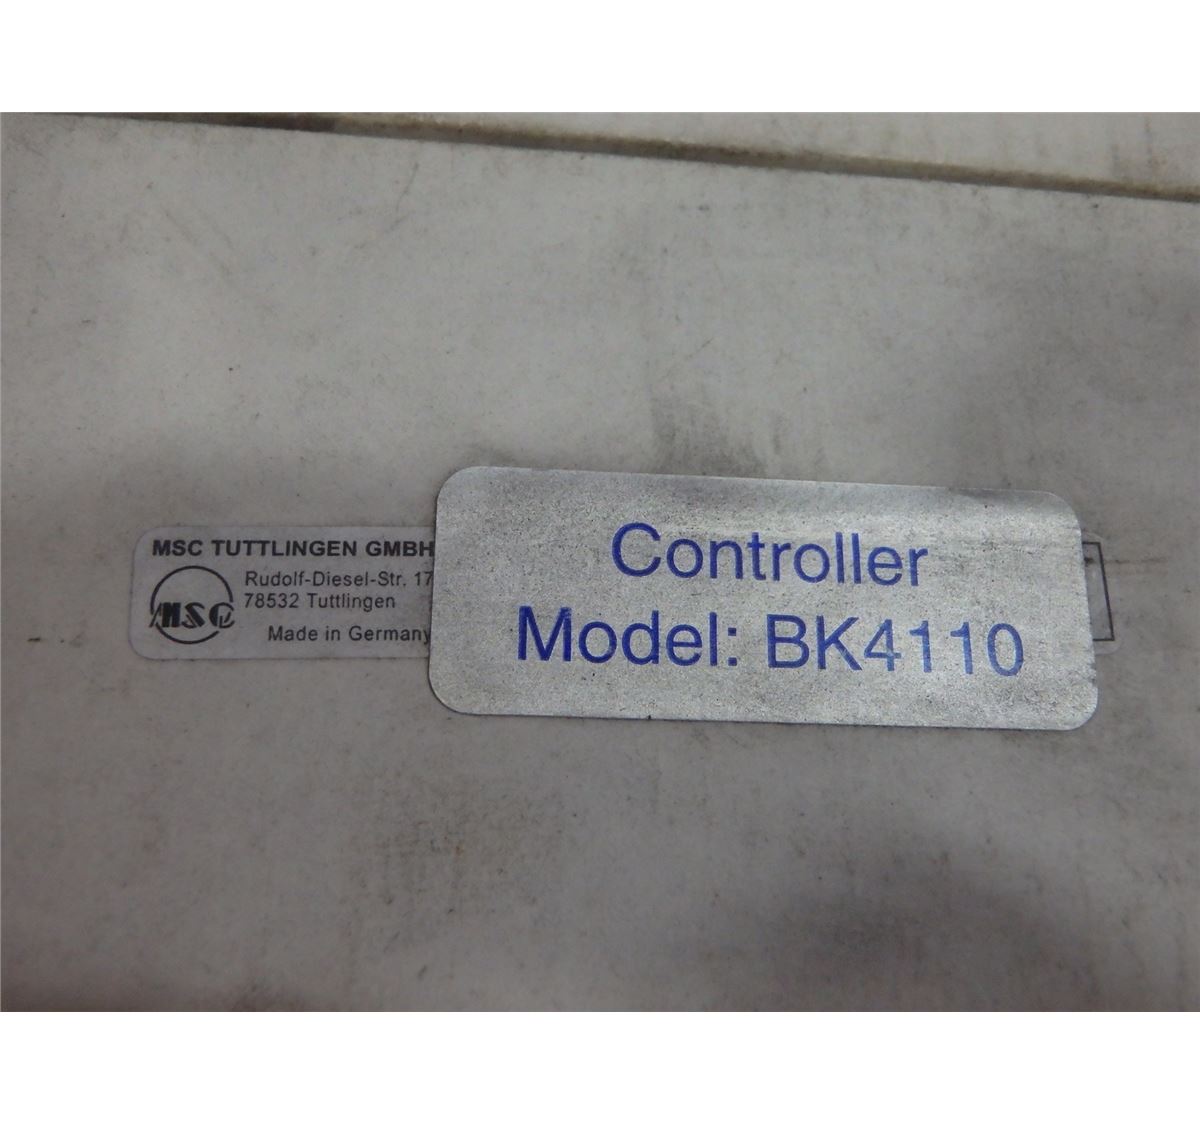 MSC TUTTLINGEN GMBH
MSC
Rudolf-Diesel-Str. 17
78532 Tuttlingen
Made in Germany
Controller
Model: BK4110